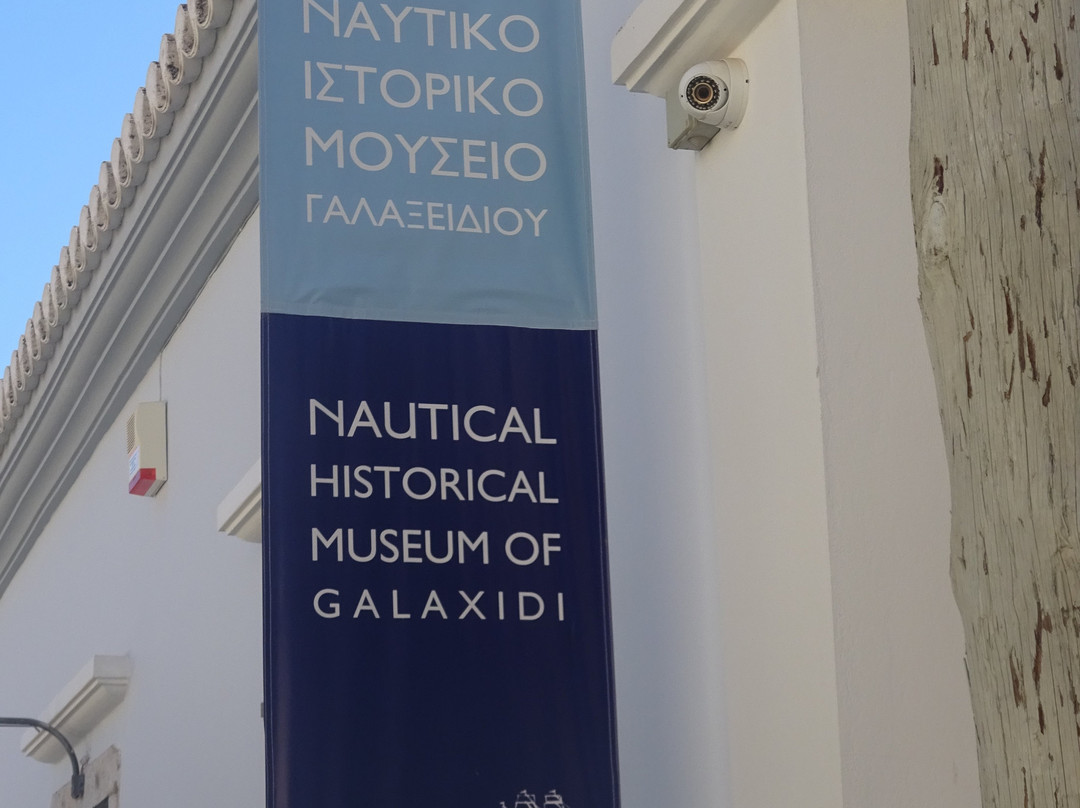 ΝΑΥΤΙΚΟ
ΙΣΤΟΡΙΚΟ
ΜΟΥΣΕΙΟ
ΓΑΛΑΞΕΙΔΙΟΥ
NAUTICAL
HISTORICAL
MUSEUM OF
GALAXIDI